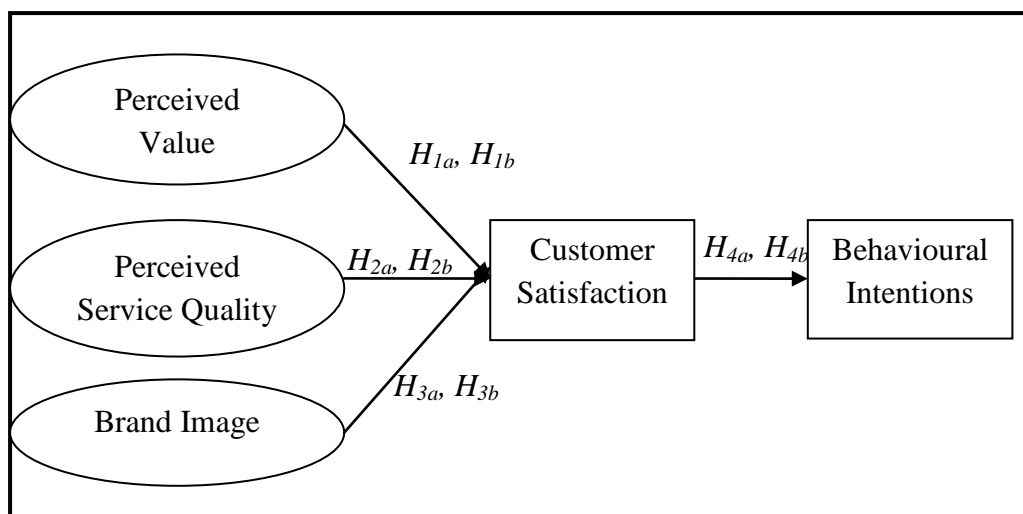 Perceived
Value
H1a, H1b
Perceived
Service Quality
H2a, H2b
Customer
Satisfaction
H4a, H4b
Behavioural
Intentions
H3a, H3b
Brand Image